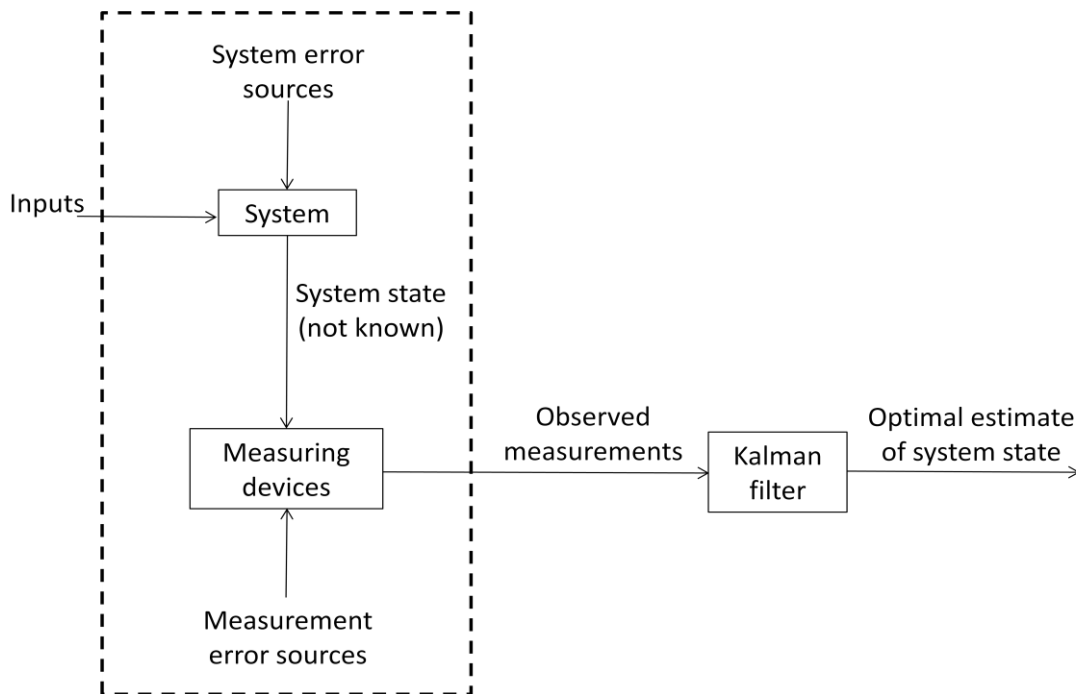 System error
sources
Inputs
System
System state
(not known)
Observed
measurements
Optimal estimate
of system state
Measuring
devices
Kalman
filter
Measurement
error sources